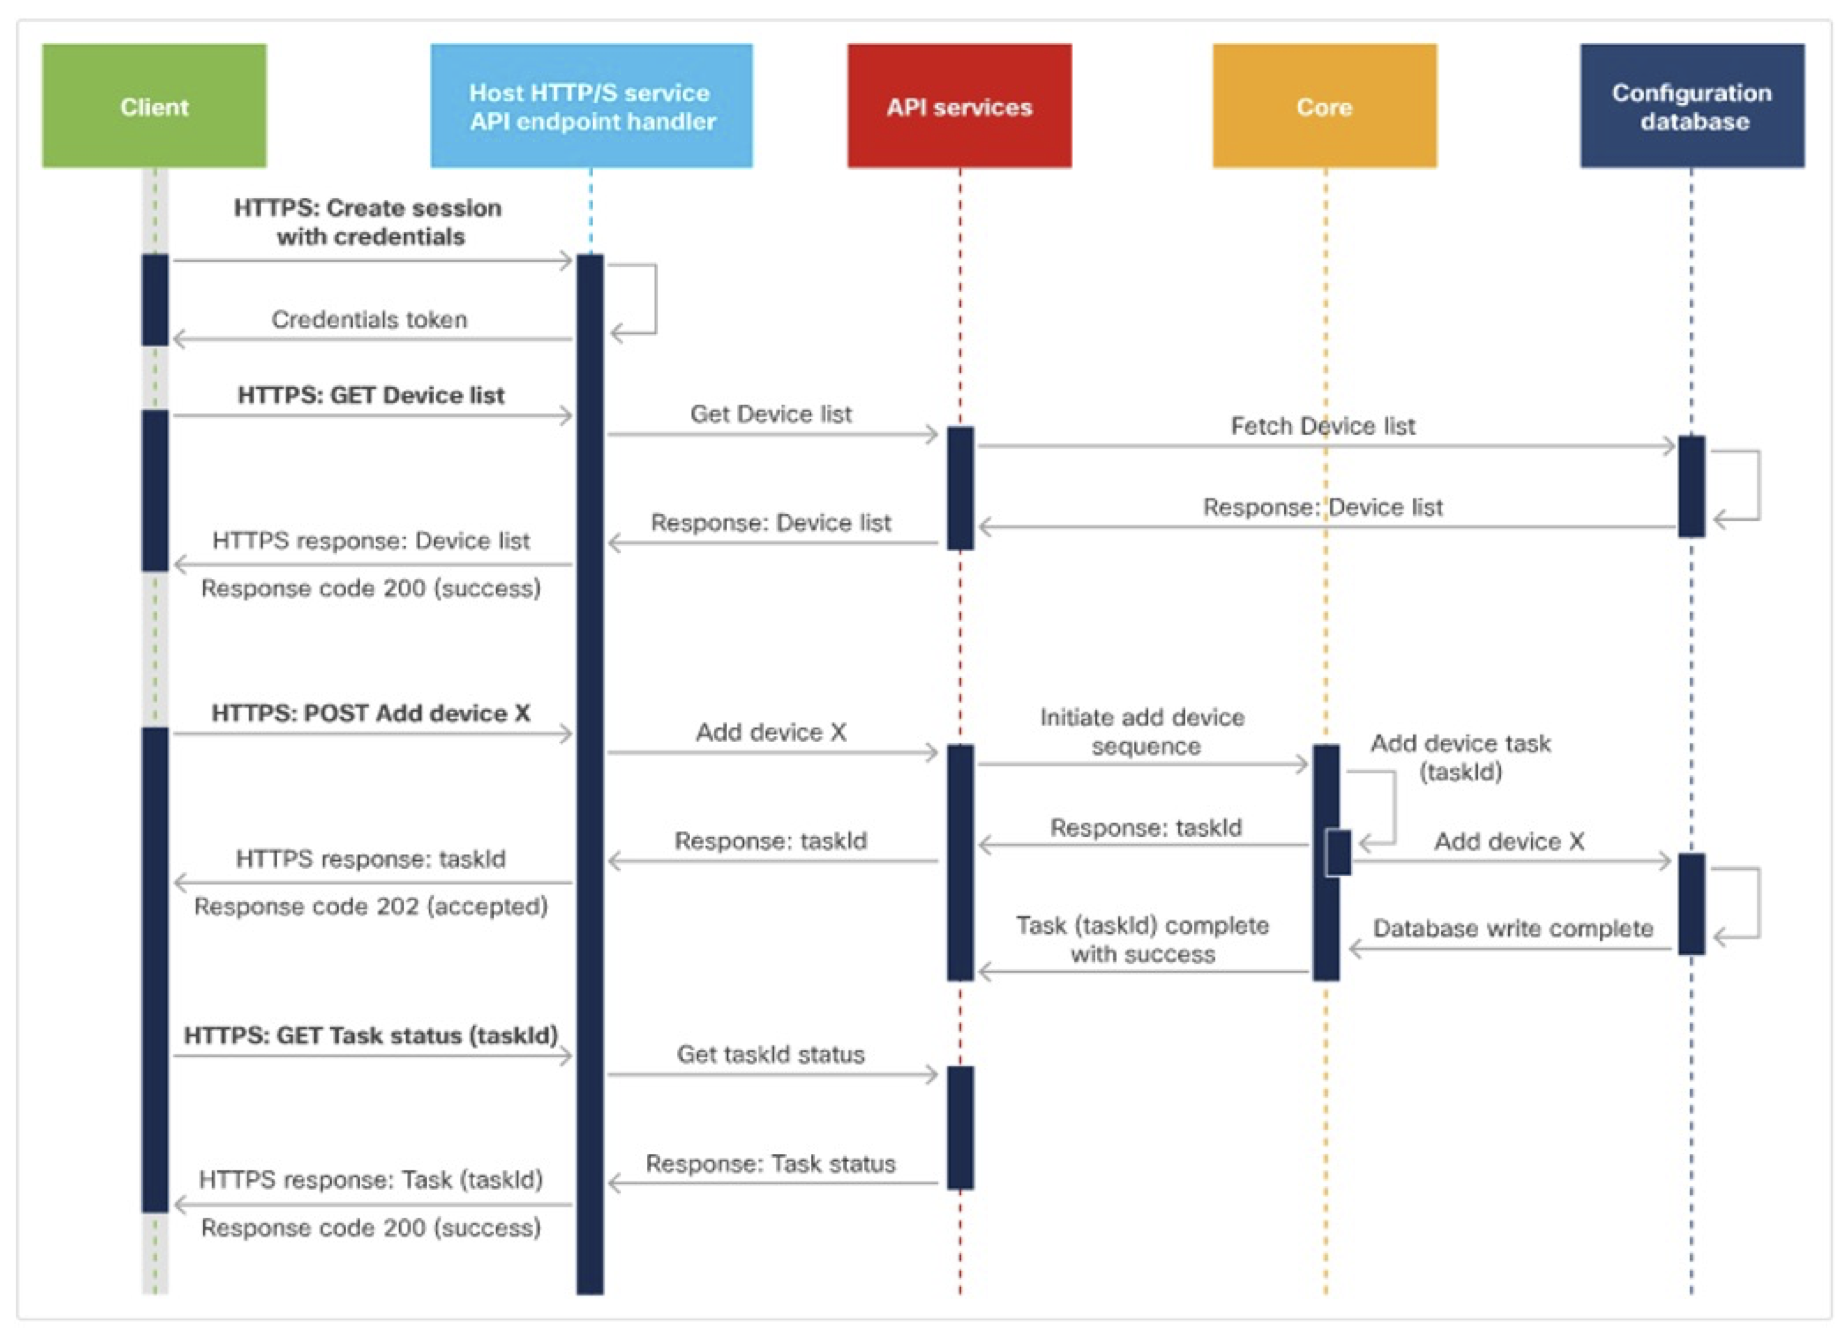 Client
Host HTTP/S service
API endpoint handler
API services
Core
Configuration
database
HTTPS: Create session
with credentials
Credentials token
HTTPS: GET Device list
Get Device list
Fetch Device list
Response: Device list
Response: Device list
HTTPS response: Device list
Response code 200 (success)
HTTPS: POST Add device X
Add device X
Initiate add device
sequence
Add device task
(taskId)
Response: taskId
Add device X
Response: taskId
HTTPS response: taskId
Response code 202 (accepted)
Task (taskId) complete
with success
Database write complete
HTTPS: GET Task status (taskId)
Get taskId status
Response: Task status
HTTPS response: Task (taskId)
Response code 200 (success)